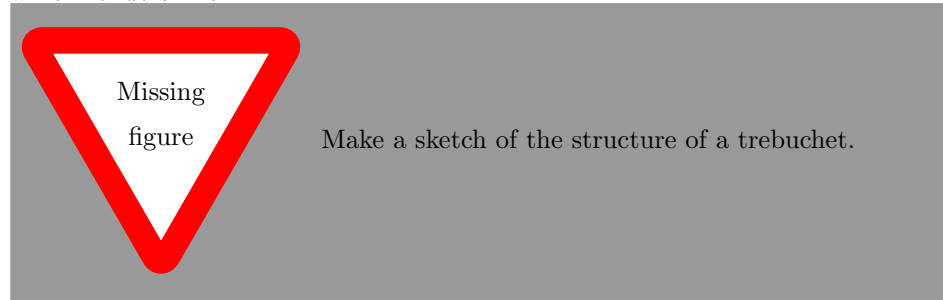 Missing
figure
Make a sketch of the structure of a trebuchet.